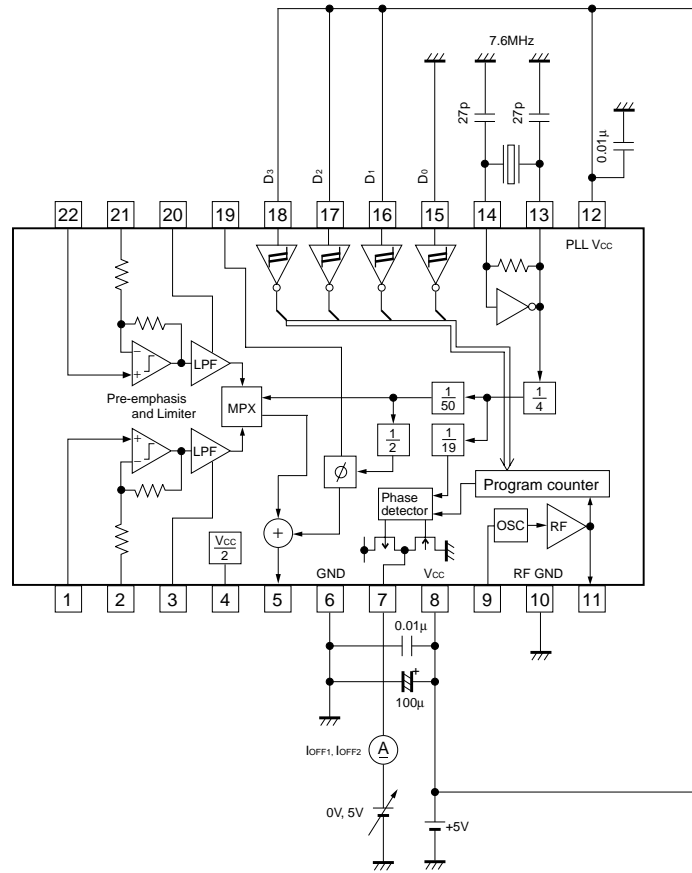 7.6MHz
27p
27p
0.01µ
D3
D2
D1
D0
22
21
20
19
18
17
16
15
14
13
12
PLL VCC
LPF
Pre-emphasis
and Limiter
MPX
1/50
1/4
1/2
1/19
LPF
φ
Program counter
Phase
detector
OSC
RF
VCC/2
+
GND
VCC
RF GND
1
2
3
4
5
6
7
8
9
10
11
0.01µ
+
100µ
IOFF1, IOFF2
A
0V, 5V
+5V